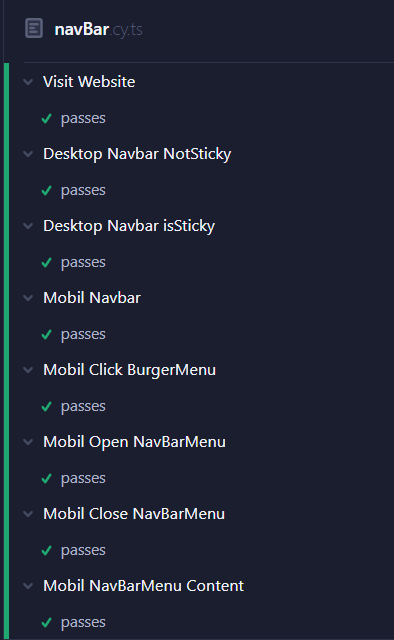 navBar cy.ts
Visit Website
passes
Desktop Navbar NotSticky
passes
Desktop Navbar isSticky
passes
Mobil Navbar
passes
Mobil Click BurgerMenu
passes
Mobil Open NavBarMenu
passes
Mobil Close NavBarMenu
passes
Mobil NavBarMenu Content
passes